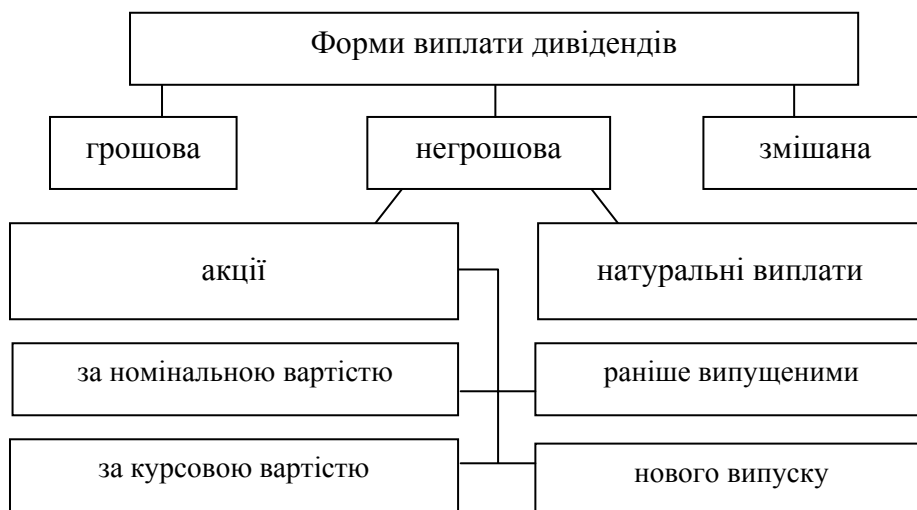 Форми виплати дивідендів
грошова
негрошова
змішана
акції
натуральні виплати
за номінальною вартістю
раніше випущеними
за курсовою вартістю
нового випуску